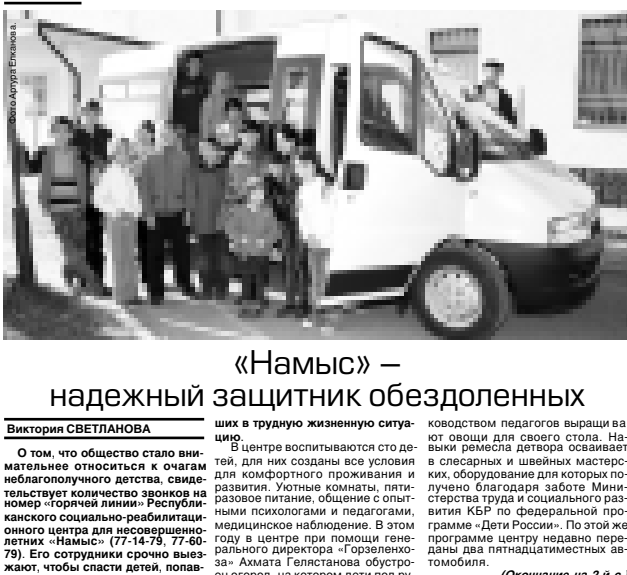 Фото Артура Елканова.
«Намыс» –
надежный защитник обездоленных
Виктория СВЕТЛАНОВА
О том, что общество стало вни-
мательнее относиться к очагам
неблагополучного детства, свиде-
тельствует количество звонков на
номер «горячей линии» Республи-
канского социально-реабилитаци-
онного центра для несовершенно-
летних «Намыс» (77-14-79, 77-60-
79). Его сотрудники срочно выез-
жают, чтобы спасти детей, попав-
ших в трудную жизненную ситуа-
цию.
В центре воспитываются сто де-
тей, для них созданы все условия
для комфортного проживания и
развития. Уютные комнаты, пяти-
разовое питание, общение с опыт-
ными психологами и педагогами,
медицинское наблюдение. В этом
году в центре при помощи гене-
рального директора «Горзеленхо-
за» Ахмата Гелястанова обустро-
ен огород, на котором дети под ру-
ководством педагогов выращива
ют овощи для своего стола. На-
выки ремесла детвора осваивает
в слесарных и швейных мастерс-
ких, оборудование для которых по-
лучено благодаря заботе Мини-
стерства труда и социального раз-
вития КБР по федеральной про-
грамме «Дети России». По этой же
программе центру недавно пере-
даны два пятнадцатиместных ав-
томобиля.
(Окончание на 2-й с.)